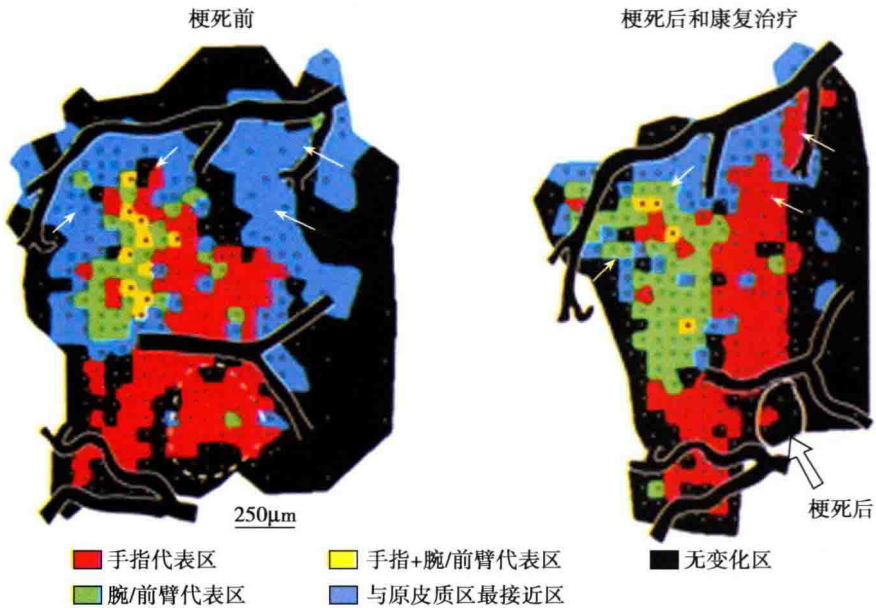 梗死前
梗死后和康复治疗
250μm
梗死后
手指代表区
手指+腕/前臂代表区
无变化区
腕/前臂代表区
与原皮质区最接近区